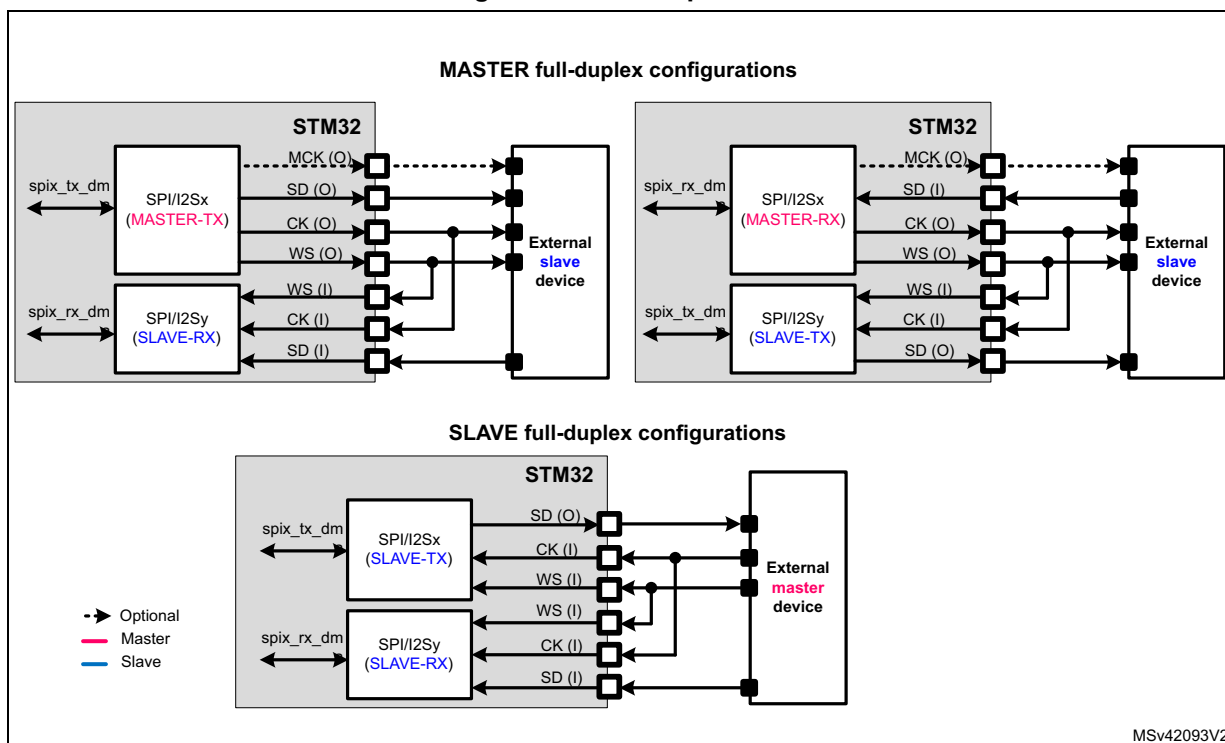 MASTER full-duplex configurations
STM32
MCK (O)
spix_tx_dm
SD (O)
SPI/I2Sx
(MASTER-TX)
CK (O)
WS (O)
External
slave
device
WS (I)
spix_rx_dm
SPI/I2Sy
(SLAVE-RX)
CK (I)
SD (I)
STM32
MCK (O)
spix_rx_dm
SD (I)
SPI/I2Sx
(MASTER-RX)
CK (O)
WS (O)
External
slave
device
WS (I)
spix_tx_dm
SPI/I2Sy
(SLAVE-TX)
CK (I)
SD (O)
SLAVE full-duplex configurations
STM32
SD (O)
spix_tx_dm
SPI/I2Sx
(SLAVE-TX)
CK (I)
WS (I)
External
master
device
WS (I)
spix_rx_dm
SPI/I2Sy
(SLAVE-RX)
CK (I)
SD (I)
Optional
Master
Slave
MSv42093V2